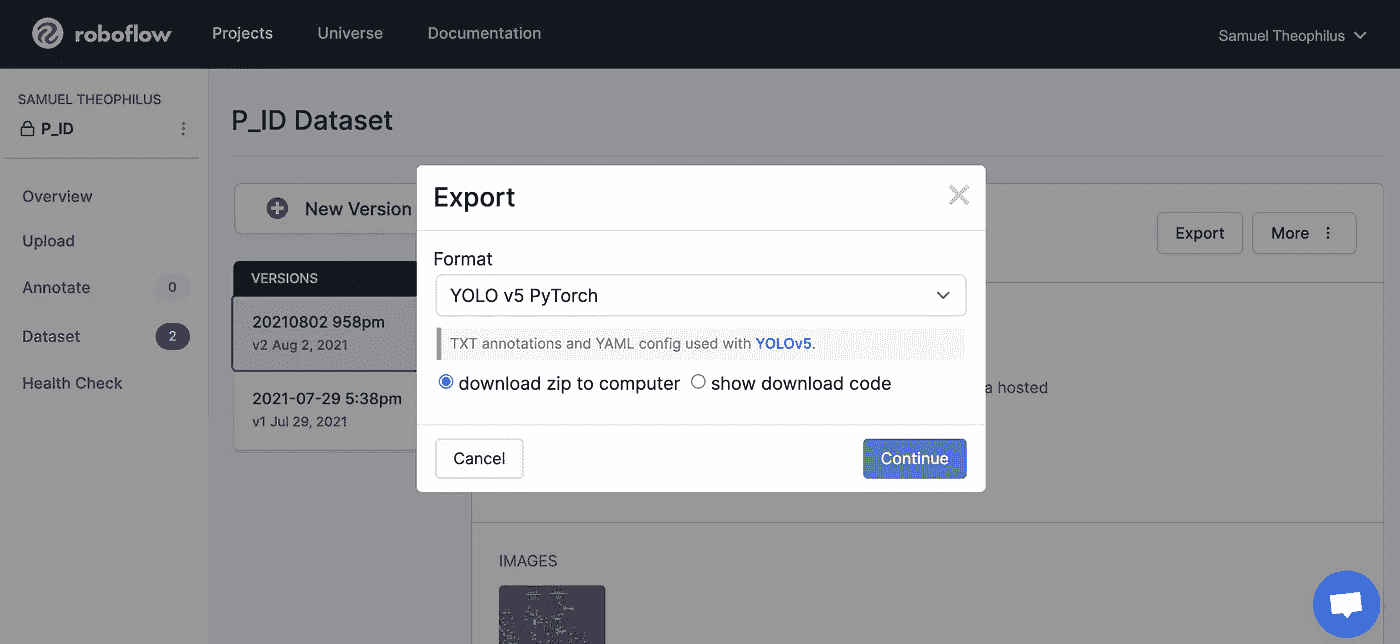 roboflow
Projects
Universe
Documentation
Samuel Theophilus
SAMUEL THEOPHILUS
P_ID
Overview
Upload
Annotate 0
Dataset 2
Health Check
P_ID Dataset
New Version
VERSIONS
20210802 958pm
v2 Aug 2, 2021
2021-07-29 5:38pm
v1 Jul 29, 2021
Export
More
a hosted
IMAGES
Export
Format
YOLO v5 PyTorch
TXT annotations and YAML config used with YOLOv5.
download zip to computer show download code
Cancel
Continue